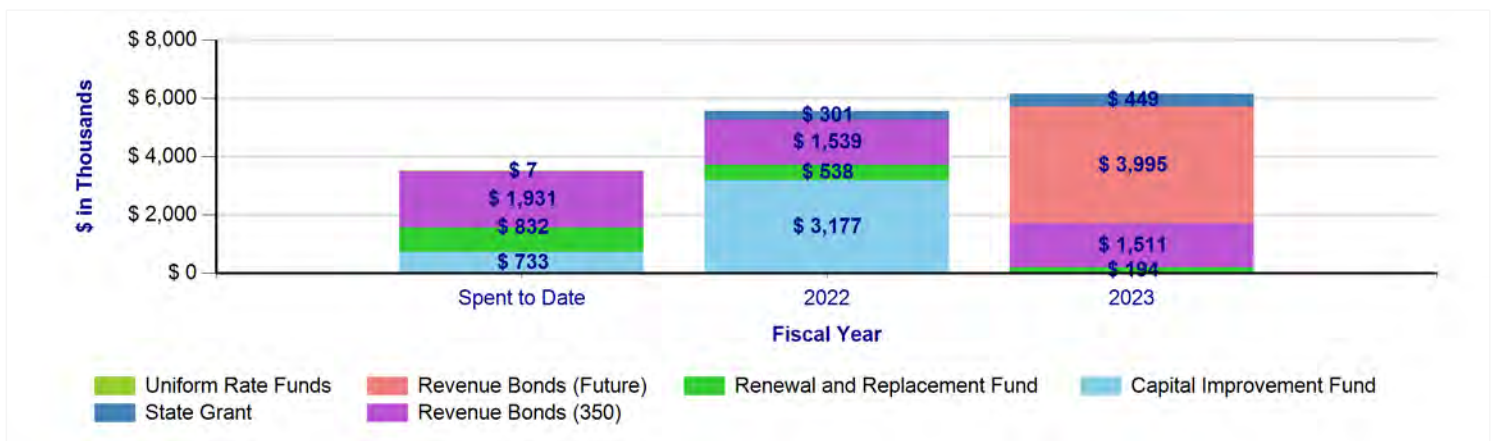 $ 8,000
$ 6,000
$ 4,000
$ 2,000
$ 0
$ in Thousands
$ 7
$ 1,931
$ 832
$ 733
$ 301
$ 1,539
$ 538
$ 3,177
$ 449
$ 3,995
$ 1,511
$ 194
Spent to Date
2022
2023
Fiscal Year
Uniform Rate Funds
Revenue Bonds (Future)
Renewal and Replacement Fund
Capital Improvement Fund
State Grant
Revenue Bonds (350)